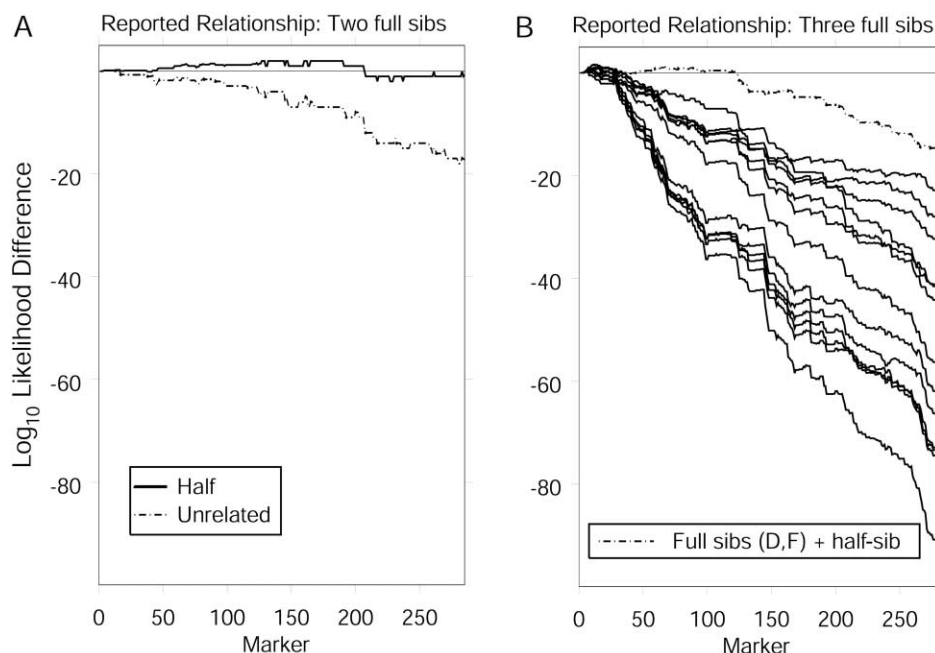 A
Reported Relationship: Two full sibs
Log10 Likelihood Difference
-20
-40
-60
-80
Half
Unrelated
0 50 100 150 200 250
Marker
B
Reported Relationship: Three full sibs
-20
-40
-60
-80
Full sibs (D,F) + half-sib
0 50 100 150 200 250
Marker